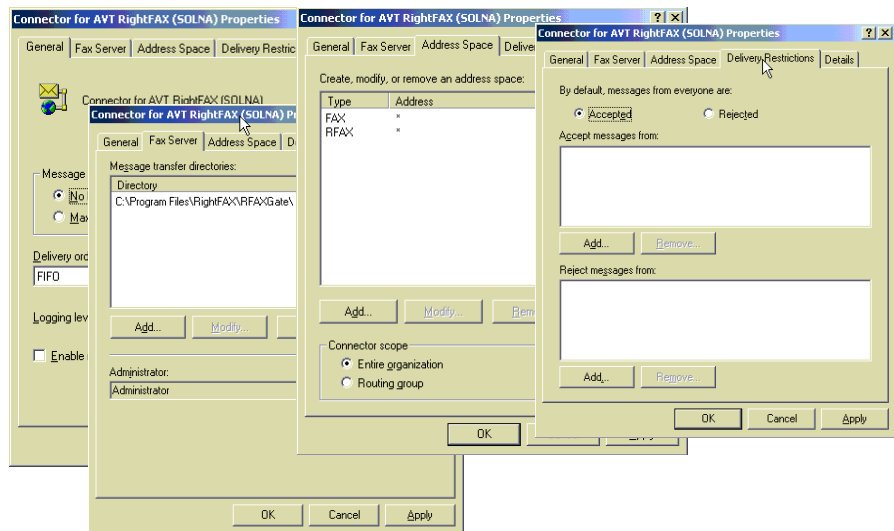 Connector for AVT RightFAX (SOLNA) Properties
General Fax Server Address Space Delivery Restric
Connector for AVT RightFAX (SOLNA)
Message
No
Max
Delivery ord
FIFO
Logging lev
Enable
Connector for AVT RightFAX (SOLNA) Pr
General Fax Server Address Space D
Message transfer directories:
Directory
C:\Program Files\RightFAX\RFAXGate\
Add... Modify...
Administrator:
Administrator
OK Cancel Apply
Connector for AVT RightFAX (SOLNA) Properties
General Fax Server Address Space Deliver
Create, modify, or remove an address space:
Type Address
FAX *
RFAX *
Add... Modify... Rem
Connector scope
Entire organization
Routing group
OK
Connector for AVT RightFAX (SOLNA) Properties
General Fax Server Address Space Delivery Restrictions Details
By default, messages from everyone are:
Accepted Rejected
Accept messages from:
Add... Remove...
Reject messages from:
Add... Remove...
OK Cancel Apply